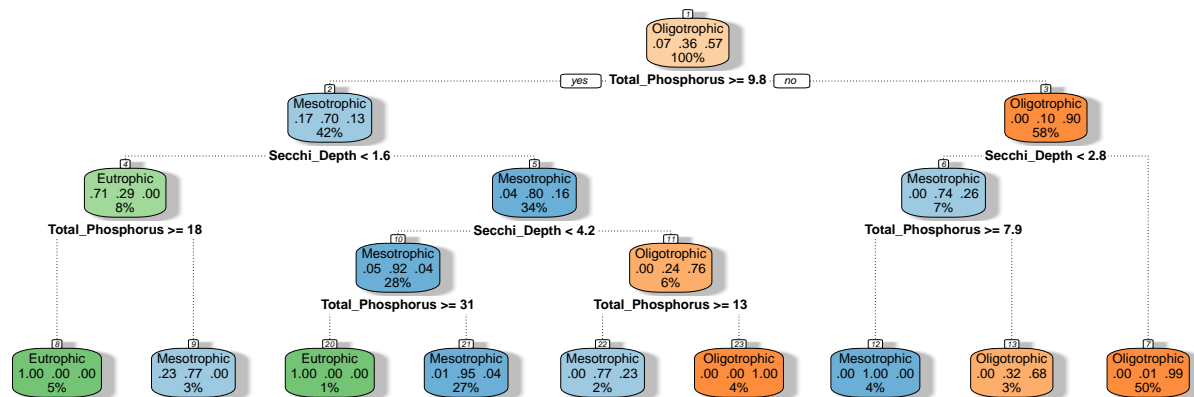 1
Oligotrophic
.07 .36 .57
100%
yes Total_Phosphorus >= 9.8 no
2
Mesotrophic
.17 .70 .13
42%
Secchi_Depth < 1.6
3
Oligotrophic
.00 .10 .90
58%
Secchi_Depth < 2.8
4
Eutrophic
.71 .29 .00
8%
Total_Phosphorus >= 18
5
Mesotrophic
.04 .80 .16
34%
Secchi_Depth < 4.2
6
Mesotrophic
.00 .74 .26
7%
Total_Phosphorus >= 7.9
10
Mesotrophic
.05 .92 .04
28%
Total_Phosphorus >= 31
11
Oligotrophic
.00 .24 .76
6%
Total_Phosphorus >= 13
8
Eutrophic
1.00 .00 .00
5%
9
Mesotrophic
.23 .77 .00
3%
20
Eutrophic
1.00 .00 .00
1%
21
Mesotrophic
.01 .95 .04
27%
22
Mesotrophic
.00 .77 .23
2%
23
Oligotrophic
.00 .00 1.00
4%
12
Mesotrophic
.00 1.00 .00
4%
13
Oligotrophic
.00 .32 .68
3%
7
Oligotrophic
.00 .01 .99
50%